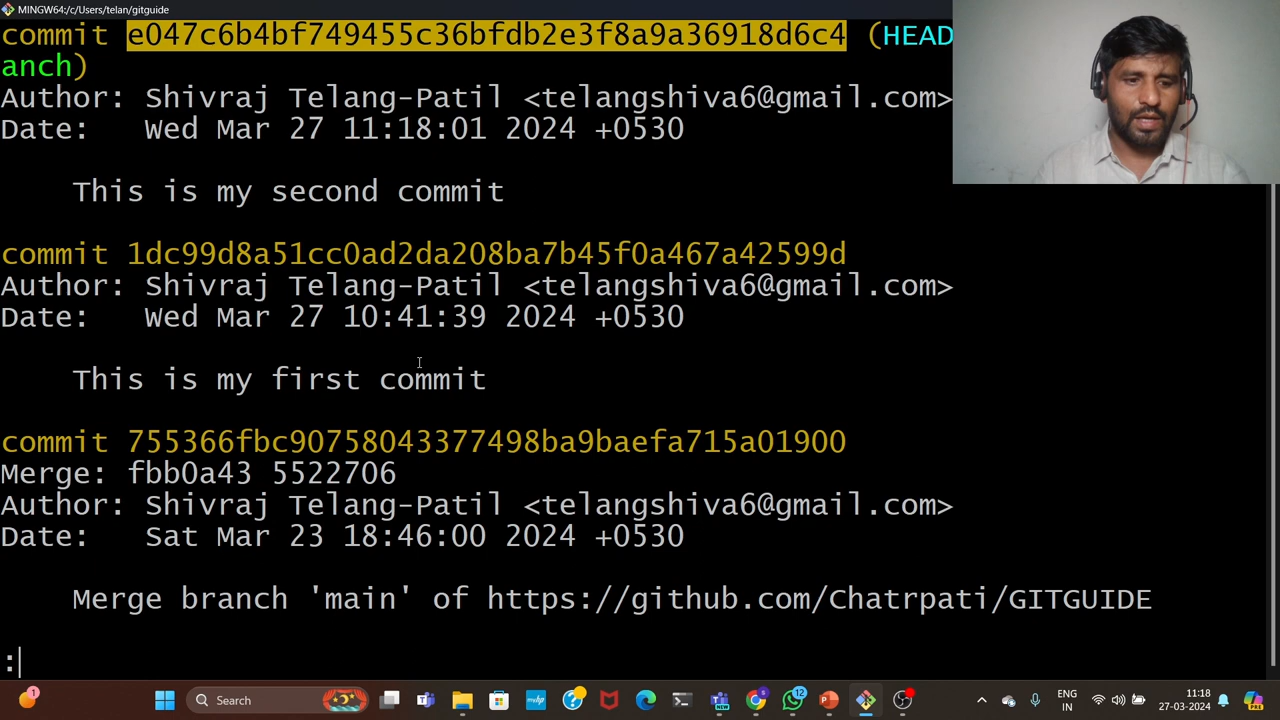 MINGW64:/c/Users/telan/gitguide
commit e047c6b4bf749455c36bfdb2e3f8a9a36918d6c4 (HEAD
anch)
Author: Shivraj Telang-Patil <telangshiva6@gmail.com>
Date:   Wed Mar 27 11:18:01 2024 +0530
This is my second commit
commit 1dc99d8a51cc0ad2da208ba7b45f0a467a42599d
Author: Shivraj Telang-Patil <telangshiva6@gmail.com>
Date:   Wed Mar 27 10:41:39 2024 +0530
This is my first commit
commit 755366fbc90758043377498ba9baefa715a01900
Merge: fbb0a43 5522706
Author: Shivraj Telang-Patil <telangshiva6@gmail.com>
Date:   Sat Mar 23 18:46:00 2024 +0530
Merge branch 'main' of https://github.com/Chatrpati/GITGUIDE
:
1
Search
12
ENG
IN
11:18
27-03-2024